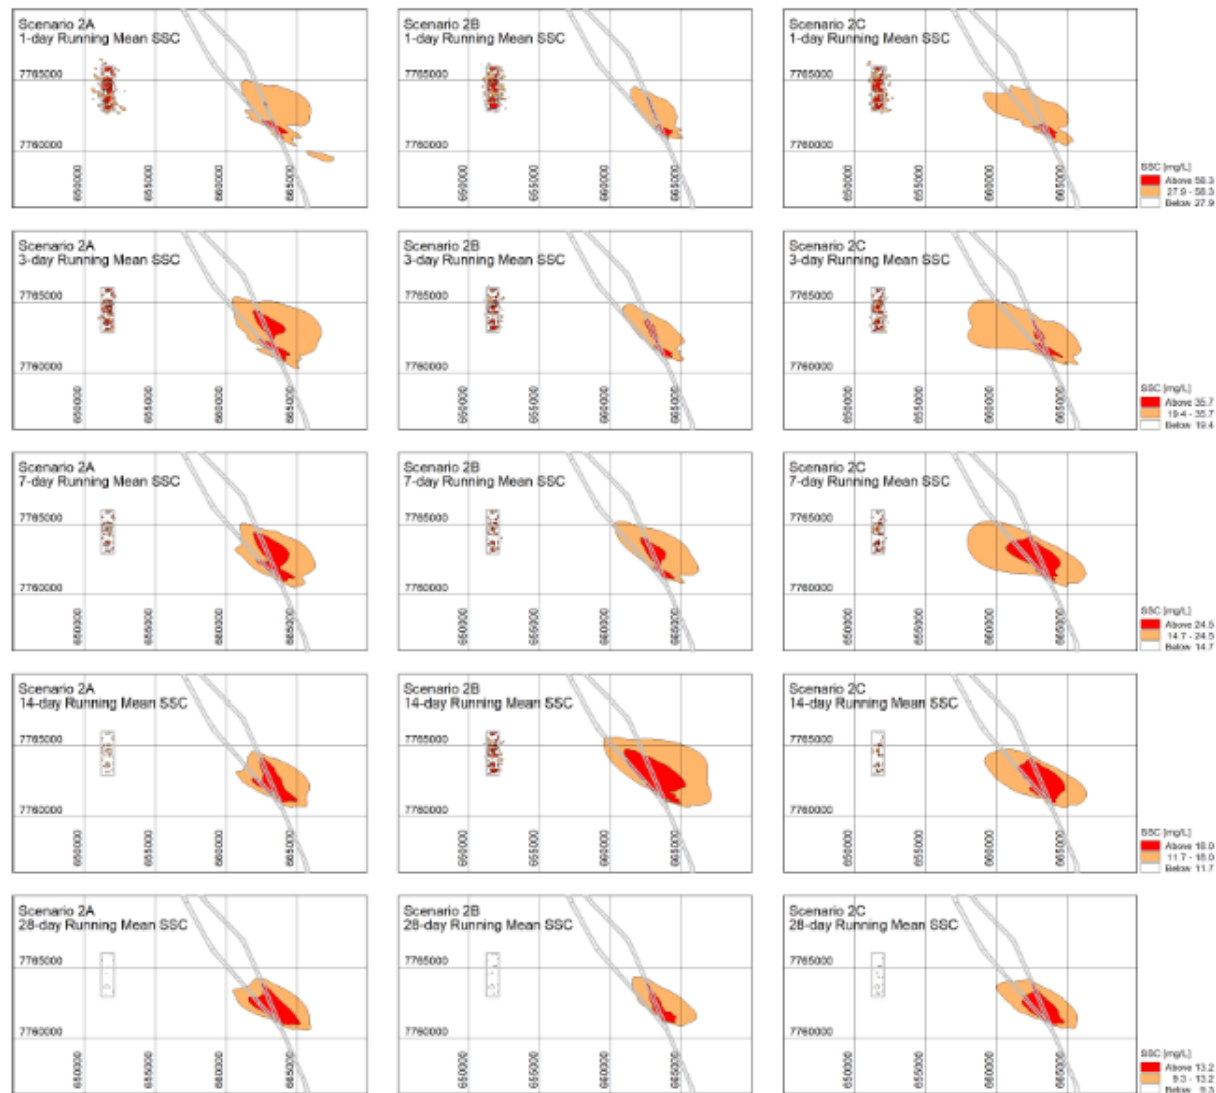 Scenario 2A
1-day Running Mean SSC
7765000
7760000
650000
655000
660000
665000
Scenario 2B
1-day Running Mean SSC
7765000
7760000
650000
655000
660000
665000
Scenario 2C
1-day Running Mean SSC
7765000
7760000
650000
655000
660000
665000
SSC [mg/L]
Above 58.3
27.9 - 58.3
Below 27.9
Scenario 2A
3-day Running Mean SSC
7765000
7760000
650000
655000
660000
665000
Scenario 2B
3-day Running Mean SSC
7765000
7760000
650000
655000
660000
665000
Scenario 2C
3-day Running Mean SSC
7765000
7760000
650000
655000
660000
665000
SSC [mg/L]
Above 35.7
19.4 - 35.7
Below 19.4
Scenario 2A
7-day Running Mean SSC
7765000
7760000
650000
655000
660000
665000
Scenario 2B
7-day Running Mean SSC
7765000
7760000
650000
655000
660000
665000
Scenario 2C
7-day Running Mean SSC
7765000
7760000
650000
655000
660000
665000
SSC [mg/L]
Above 24.5
14.7 - 24.5
Below 14.7
Scenario 2A
14-day Running Mean SSC
7765000
7760000
650000
655000
660000
665000
Scenario 2B
14-day Running Mean SSC
7765000
7760000
650000
655000
660000
665000
Scenario 2C
14-day Running Mean SSC
7765000
7760000
650000
655000
660000
665000
SSC [mg/L]
Above 18.0
11.7 - 18.0
Below 11.7
Scenario 2A
28-day Running Mean SSC
7765000
7760000
650000
655000
660000
665000
Scenario 2B
28-day Running Mean SSC
7765000
7760000
650000
655000
660000
665000
Scenario 2C
28-day Running Mean SSC
7765000
7760000
650000
655000
660000
665000
SSC [mg/L]
Above 13.2
9.3 - 13.2
Below 9.3